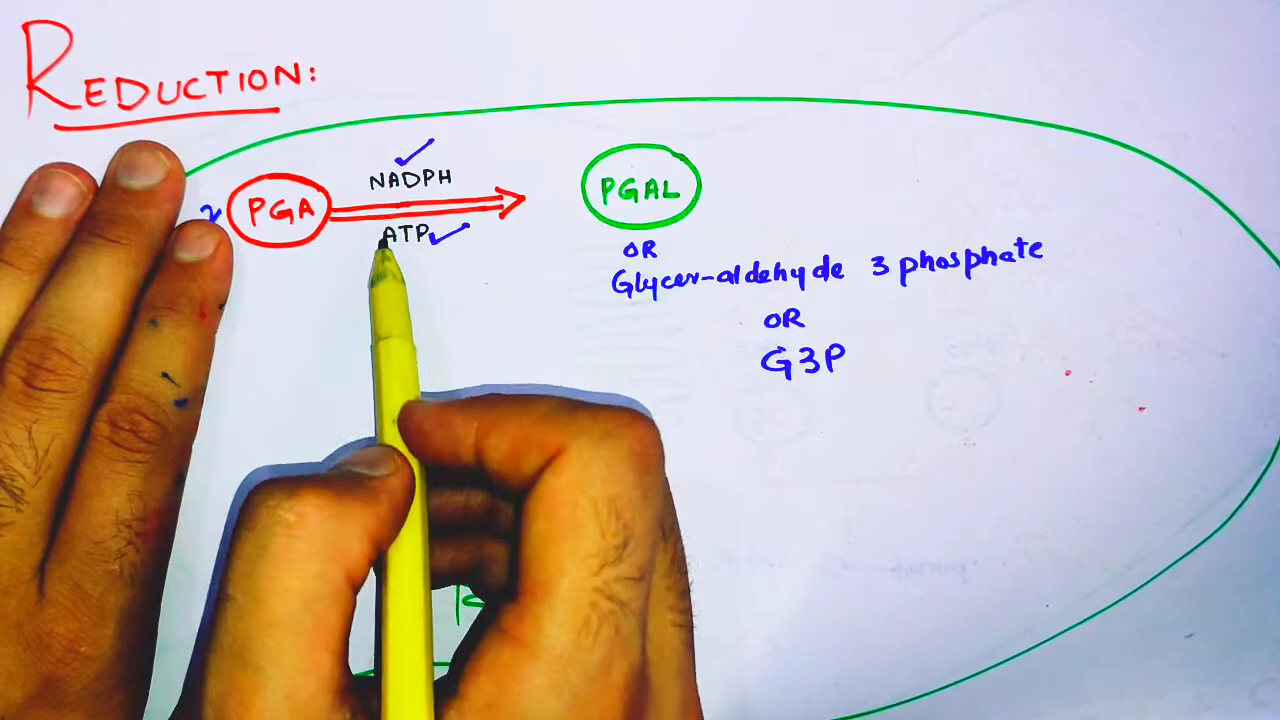 REDUCTION:
NADPH
PGA
PGAL
ATP
OR
Glycer-aldehyde 3 phosphate
OR
G3P